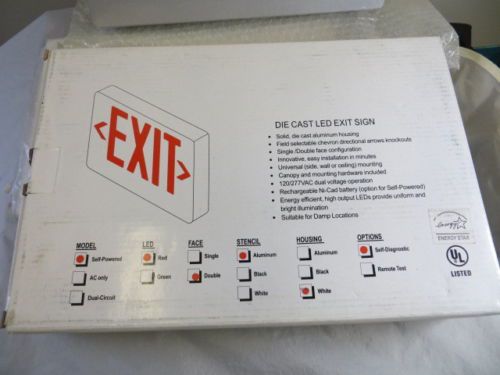 EXIT
DIE CAST LED EXIT SIGN
• Solid, die cast aluminum housing
• Field selectable chevron directional arrows knockouts
• Single /Double face configuration
• Innovative, easy installation in minutes
• Universal (side, wall or ceiling) mounting
• Canopy and mounting hardware included
• 120/277VAC dual voltage operation
• Rechargeable Ni-Cad battery (option for Self-Powered)
• Energy efficient, high output LEDs provide uniform and
bright illumination
• Suitable for Damp Locations
MODEL LED FACE STENCIL HOUSING OPTIONS
Self-Powered Red Single Aluminum Aluminum Self-Diagnostic
AC only Green Double Black Black Remote Test
Dual-Circuit White White
Energy
ENERGY STAR
UL
LISTED